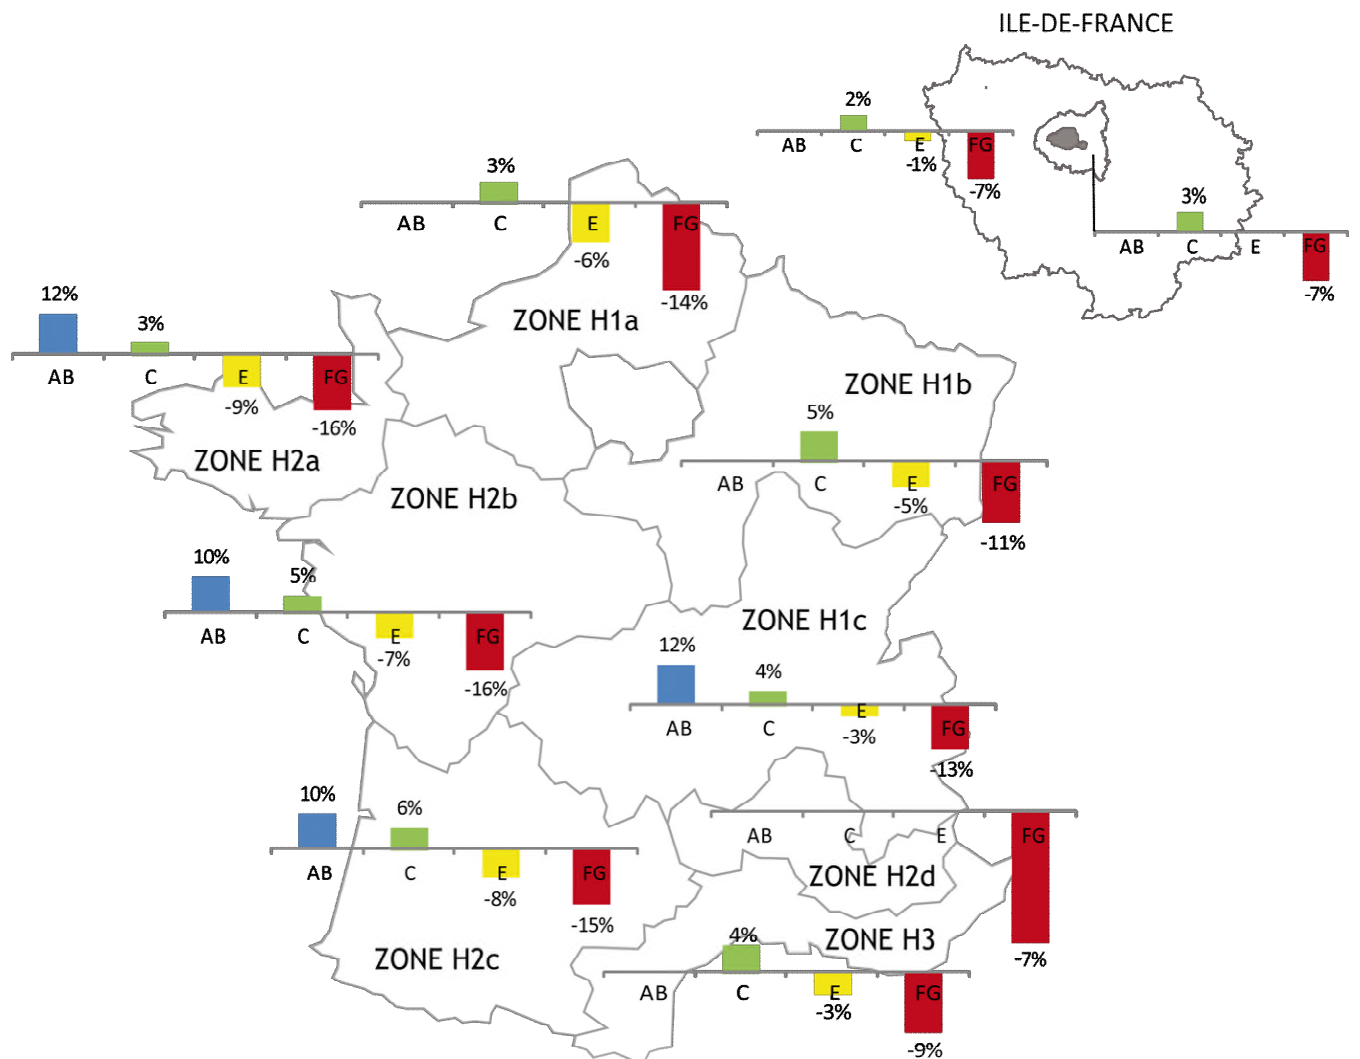 ILE-DE-FRANCE
2%
AB C E FG
-1%
-7%
3%
AB C E FG
-7%
3%
AB C E FG
-6%
-14%
ZONE H1a
12%
3%
AB C E FG
-9%
-16%
ZONE H2a
ZONE H1b
5%
AB C E FG
-5%
-11%
ZONE H2b
10%
5%
AB C E FG
-7%
-16%
ZONE H1c
12%
4%
AB C E FG
-3%
-13%
10%
6%
AB C E FG
-8%
-15%
ZONE H2c
AB C E FG
-7%
ZONE H2d
ZONE H3
4%
AB C E FG
-3%
-9%